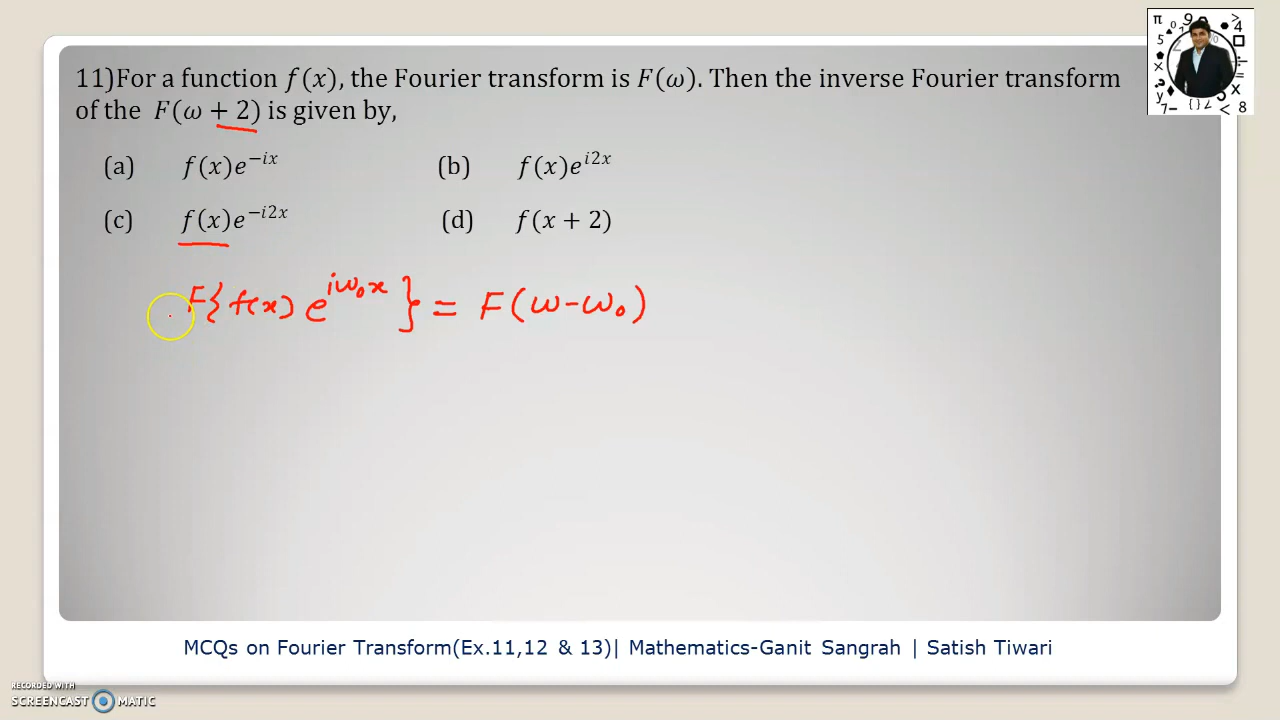 11)For a function f(x), the Fourier transform is F(ω). Then the inverse Fourier transform
of the F(ω + 2) is given by,
(a) f(x)e^{-ix} (b) f(x)e^{i2x}
(c) f(x)e^{-i2x} (d) f(x + 2)
F{f(x) e^{iω₀x}} = F(ω-ω₀)
MCQs on Fourier Transform(Ex.11,12 & 13)| Mathematics-Ganit Sangrah | Satish Tiwari
RECORDED WITH
SCREENCAST MATIC